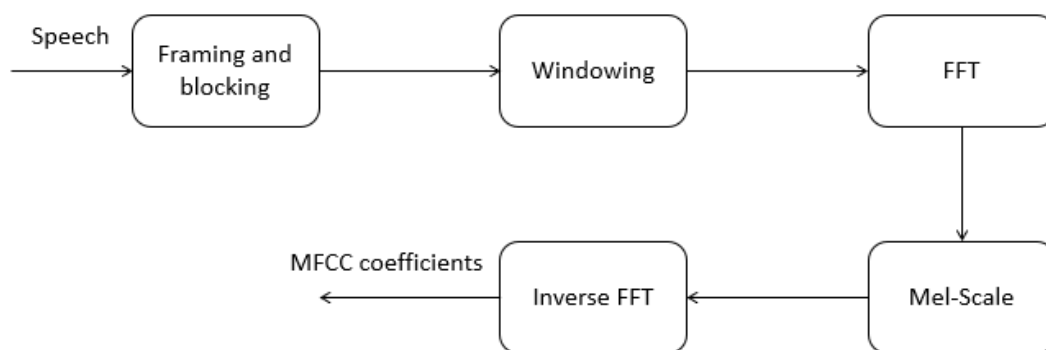 Speech
Framing and
blocking
Windowing
FFT
MFCC coefficients
Inverse FFT
Mel-Scale